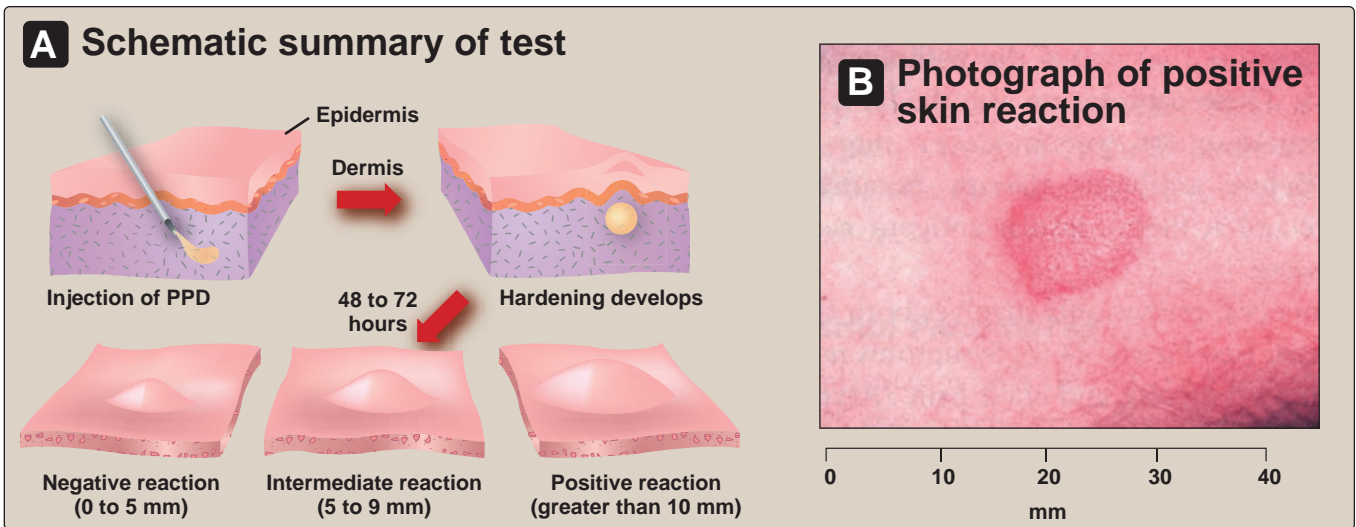 A Schematic summary of test
Epidermis
Dermis
Injection of PPD
48 to 72
hours
Hardening develops
Negative reaction
(0 to 5 mm)
Intermediate reaction
(5 to 9 mm)
Positive reaction
(greater than 10 mm)
B Photograph of positive
skin reaction
0 10 20 30 40
mm